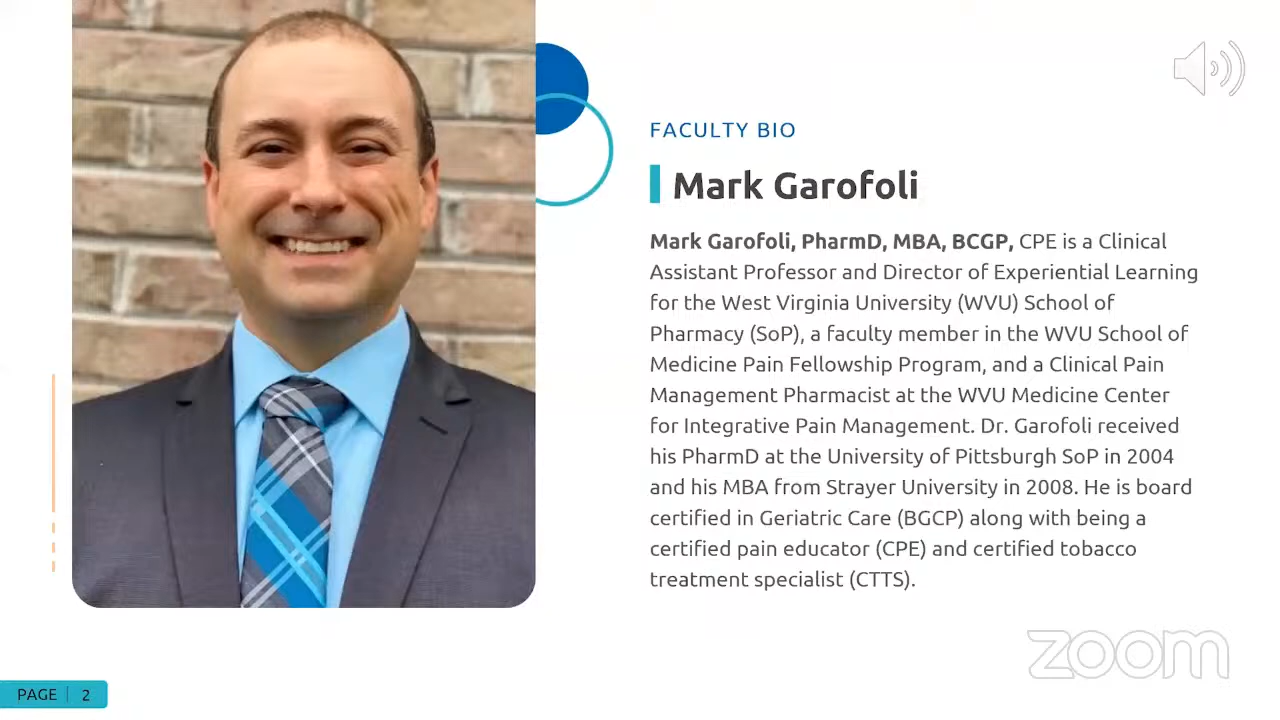 FACULTY BIO
Mark Garofoli
Mark Garofoli, PharmD, MBA, BCGP, CPE is a Clinical
Assistant Professor and Director of Experiential Learning
for the West Virginia University (WVU) School of
Pharmacy (SoP), a faculty member in the WVU School of
Medicine Pain Fellowship Program, and a Clinical Pain
Management Pharmacist at the WVU Medicine Center
for Integrative Pain Management. Dr. Garofoli received
his PharmD at the University of Pittsburgh SoP in 2004
and his MBA from Strayer University in 2008. He is board
certified in Geriatric Care (BGCP) along with being a
certified pain educator (CPE) and certified tobacco
treatment specialist (CTTS).
zoom
PAGE 2